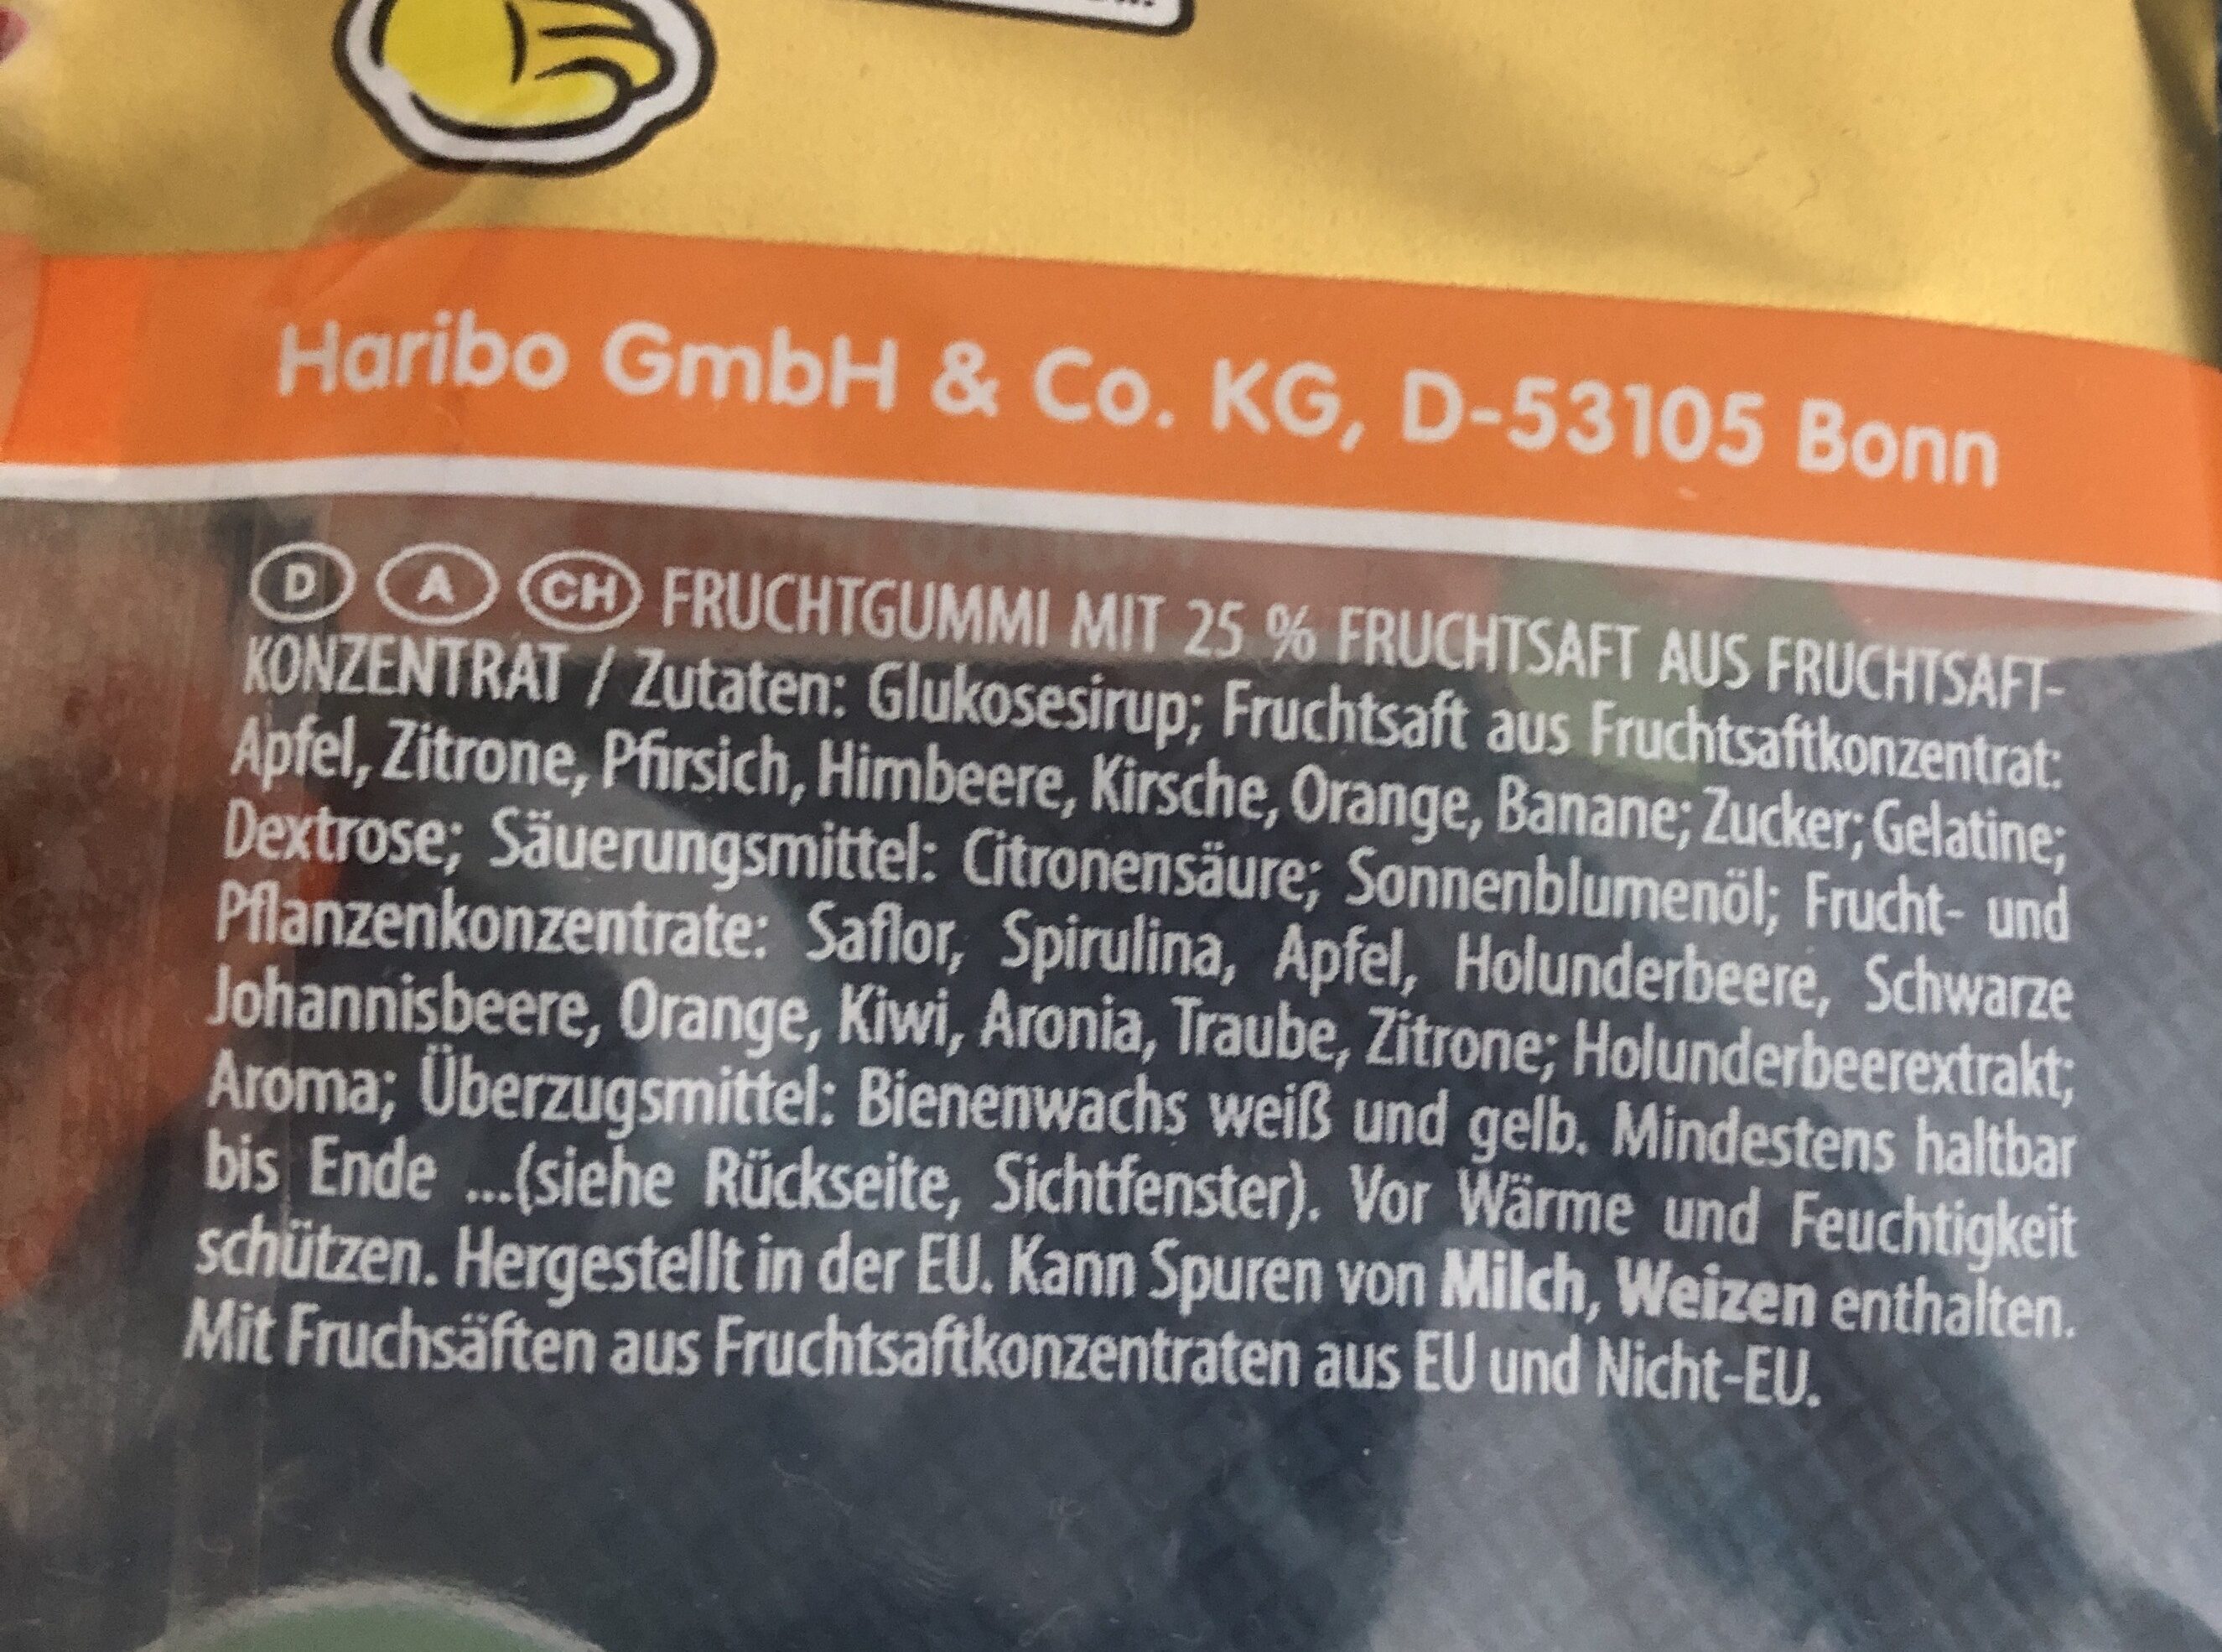 Haribo GmbH & Co. KG, D-53105 Bonn
D A CH FRUCHTGUMMI MIT 25 % FRUCHTSAFT AUS FRUCHTSAFT-
KONZENTRAT / Zutaten: Glukosesirup; Fruchtsaft aus Fruchtsaftkonzentrat:
Apfel, Zitrone, Pfirsich, Himbeere, Kirsche, Orange, Banane; Zucker; Gelatine;
Dextrose; Säuerungsmittel: Citronensäure; Sonnenblumenöl; Frucht- und
Pflanzenkonzentrate: Saflor, Spirulina, Apfel, Holunderbeere, Schwarze
Johannisbeere, Orange, Kiwi, Aronia, Traube, Zitrone; Holunderbeerextrakt;
Aroma; Überzugsmittel: Bienenwachs weiß und gelb. Mindestens haltbar
bis Ende ...(siehe Rückseite, Sichtfenster). Vor Wärme und Feuchtigkeit
schützen. Hergestellt in der EU. Kann Spuren von Milch, Weizen enthalten.
Mit Fruchsäften aus Fruchtsaftkonzentraten aus EU und Nicht-EU.